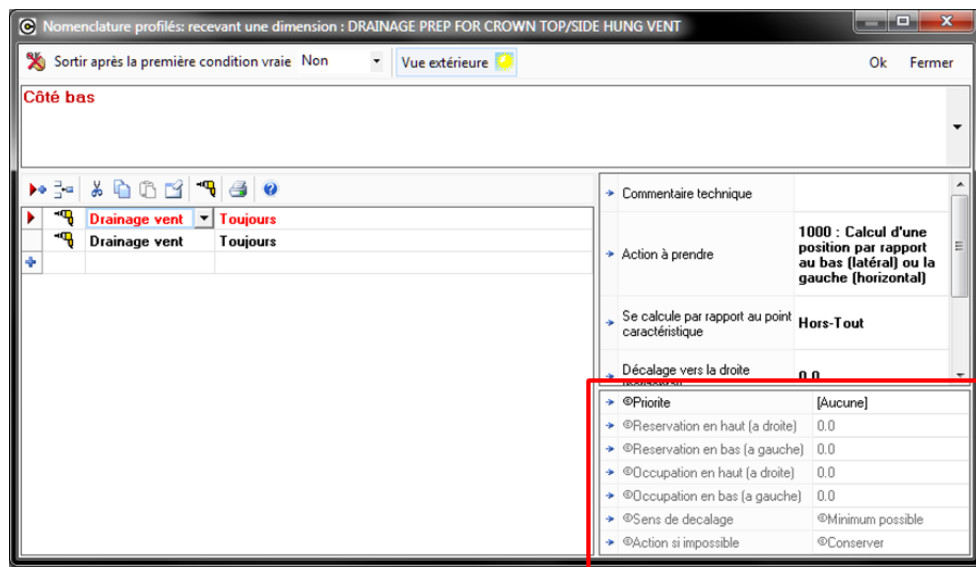 Nomenclature profilés: recevant une dimension : DRAINAGE PREP FOR CROWN TOP/SIDE HUNG VENT
Sortir après la première condition vraie Non Vue extérieure Ok Fermer
Côté bas
Drainage vent Toujours
Drainage vent Toujours
Commentaire technique
Action à prendre
1000 : Calcul d'une
position par rapport
au bas (latéral) ou la
gauche (horizontal)
Se calcule par rapport au point
caractéristique
Hors-Tout
Décalage vers la droite
0.0
©Priorite [Aucune]
©Reservation en haut (a droite) 0.0
©Reservation en bas (a gauche) 0.0
©Occupation en haut (a droite) 0.0
©Occupation en bas (a gauche) 0.0
©Sens de decalage ©Minimum possible
©Action si impossible ©Conserver